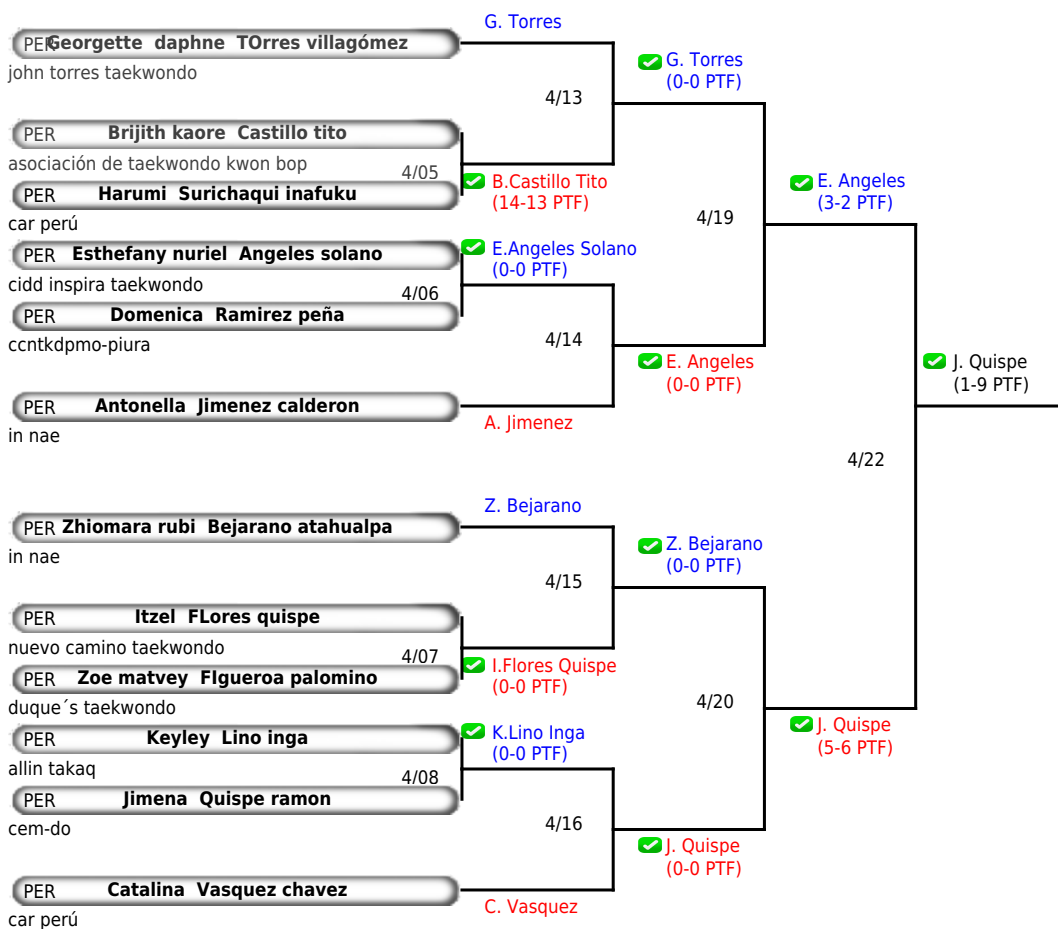 G. Torres
PER Georgette daphne TOrres villagómez
john torres taekwondo
G. Torres
(0-0 PTF)
4/13
PER Brijith kaore Castillo tito
asociación de taekwondo kwon bop
4/05
B.Castillo Tito
(14-13 PTF)
PER Harumi Surichaqui inafuku
car perú
E. Angeles
(3-2 PTF)
4/19
PER Esthefany nuriel Angeles solano
cidd inspira taekwondo
E.Angeles Solano
(0-0 PTF)
4/06
PER Domenica Ramirez peña
ccntkdpmo-piura
4/14
E. Angeles
(0-0 PTF)
J. Quispe
(1-9 PTF)
PER Antonella Jimenez calderon
in nae
A. Jimenez
4/22
Z. Bejarano
PER Zhiomara rubi Bejarano atahualpa
in nae
Z. Bejarano
(0-0 PTF)
4/15
PER Itzel FLores quispe
nuevo camino taekwondo
4/07
I.Flores Quispe
(0-0 PTF)
PER Zoe matvey FIgueroa palomino
duque´s taekwondo
4/20
J. Quispe
(5-6 PTF)
PER Keyley Lino inga
allin takaq
K.Lino Inga
(0-0 PTF)
4/08
PER Jimena Quispe ramon
cem-do
4/16
J. Quispe
(0-0 PTF)
PER Catalina Vasquez chavez
car perú
C. Vasquez